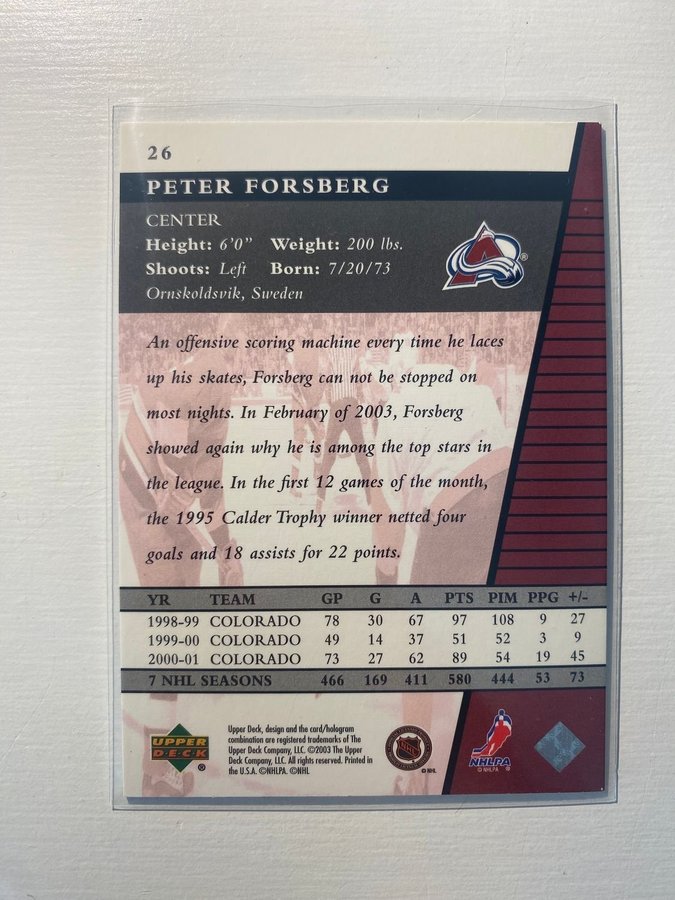 26
PETER FORSBERG
CENTER
Height: 6'0" Weight: 200 lbs.
Shoots: Left Born: 7/20/73
Ornskoldsvik, Sweden
An offensive scoring machine every time he laces
up his skates, Forsberg can not be stopped on
most nights. In February of 2003, Forsberg
showed again why he is among the top stars in
the league. In the first 12 games of the month,
the 1995 Calder Trophy winner netted four
goals and 18 assists for 22 points.
YR TEAM GP G A PTS PIM PPG +/-
1998-99 COLORADO 78 30 67 97 108 9 27
1999-00 COLORADO 49 14 37 51 52 3 9
2000-01 COLORADO 73 27 62 89 54 19 45
7 NHL SEASONS 466 169 411 580 444 53 73
UPPER
DECK
®
Upper Deck, design and the card/hologram
combination are registered trademarks of The
Upper Deck Company, LLC. ©2003 The Upper
Deck Company, LLC. All rights reserved. Printed in
the U.S.A. ©NHLPA. ©NHL
NHL
© NHL
NHLPA
© NHLPA ®